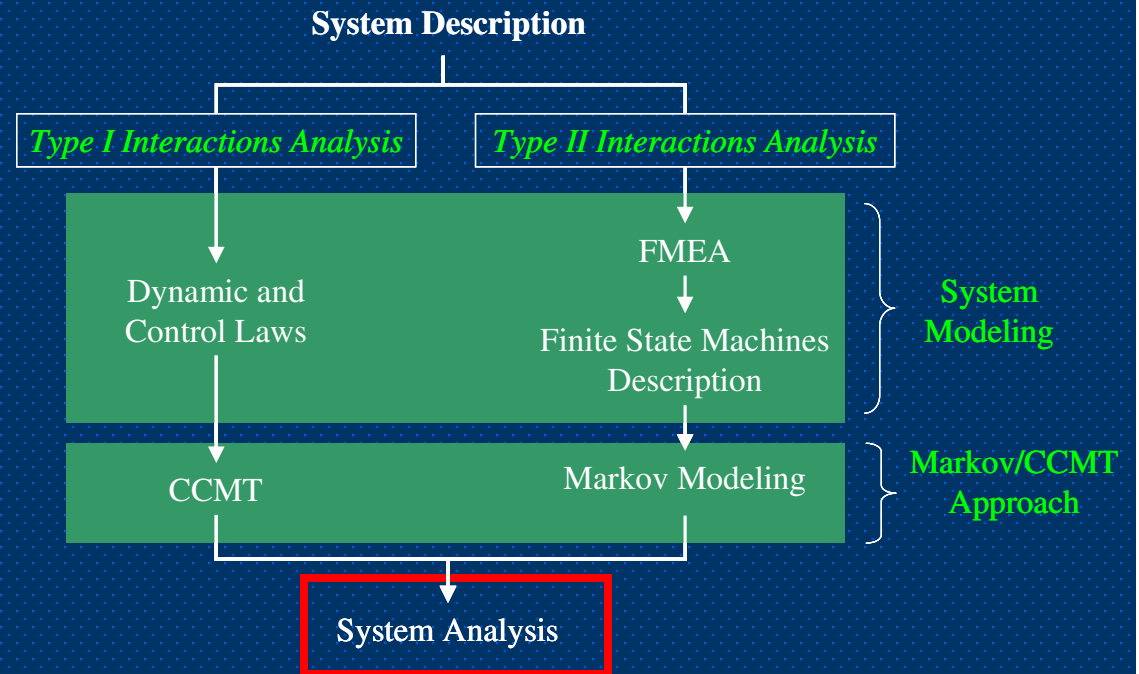 System Description
Type I Interactions Analysis
Type II Interactions Analysis
FMEA
Dynamic and
Control Laws
Finite State Machines
Description
System
Modeling
CCMT
Markov Modeling
Markov/CCMT
Approach
System Analysis